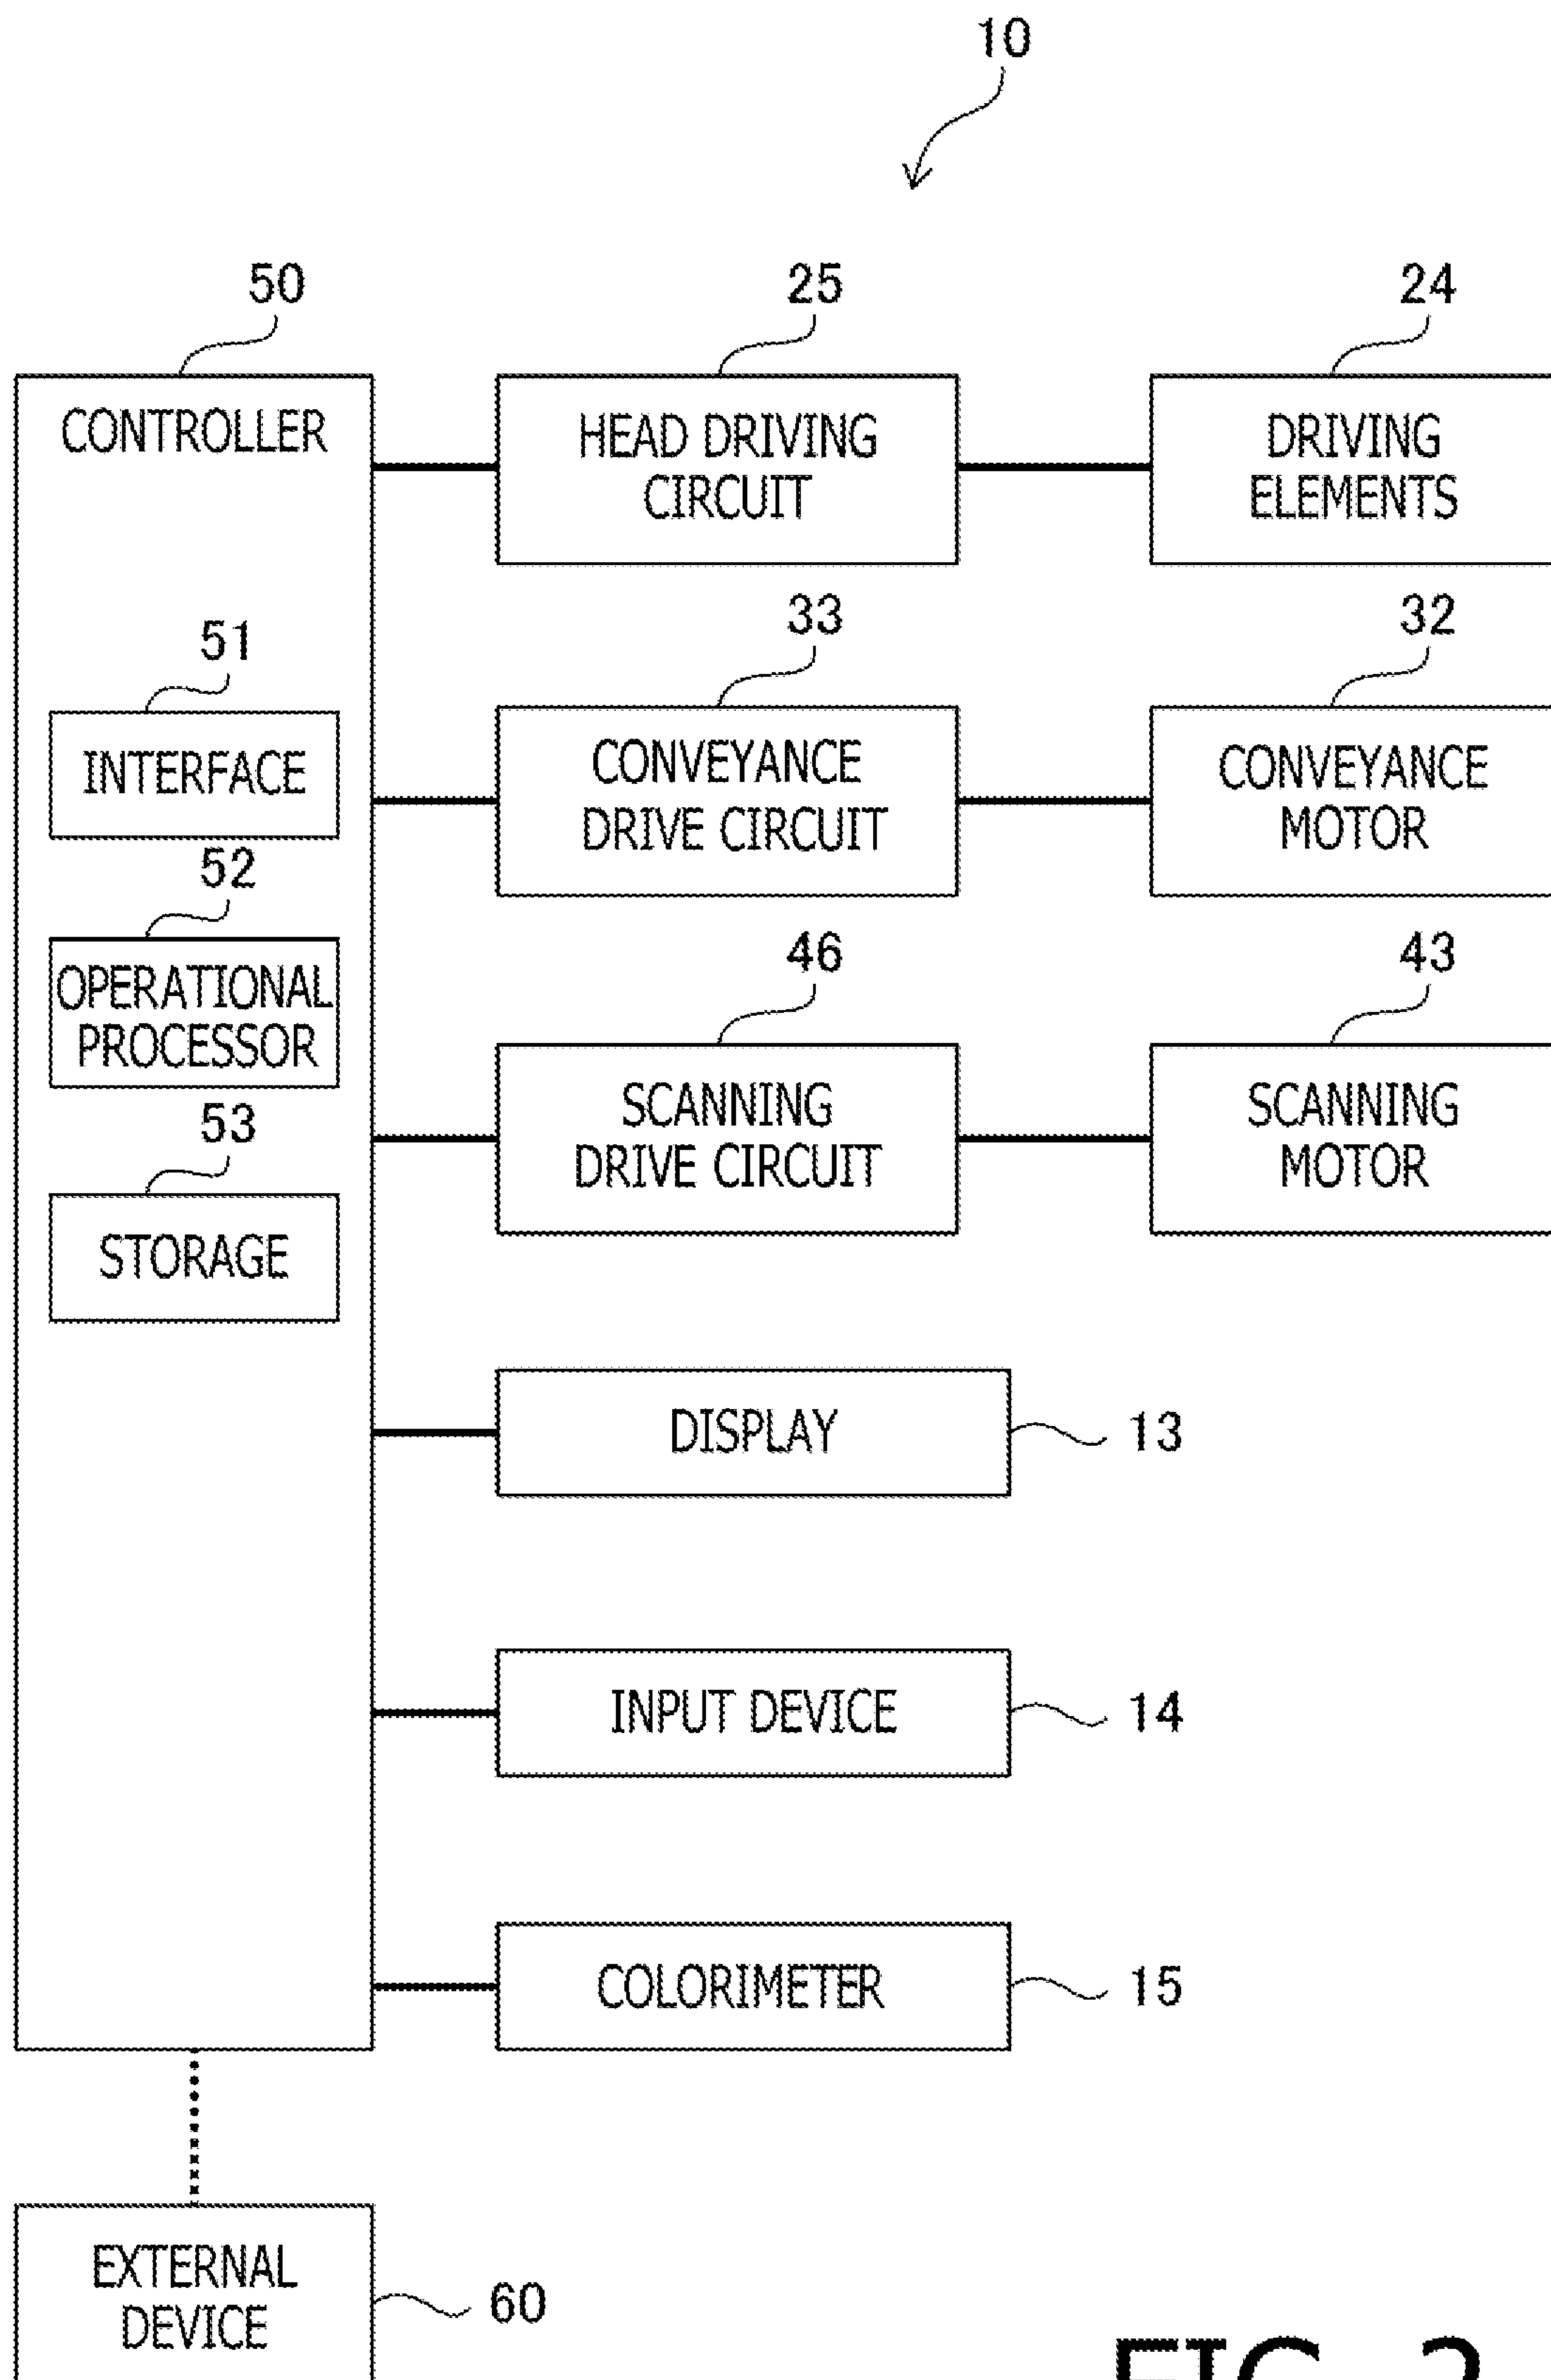 10
50
25
24
CONTROLLER
HEAD DRIVING
CIRCUIT
DRIVING
ELEMENTS
51
33
32
INTERFACE
CONVEYANCE
DRIVE CIRCUIT
CONVEYANCE
MOTOR
52
46
43
OPERATIONAL
PROCESSOR
SCANNING
DRIVE CIRCUIT
SCANNING
MOTOR
53
STORAGE
DISPLAY
13
INPUT DEVICE
14
COLORIMETER
15
EXTERNAL
DEVICE
60
FIG. 2